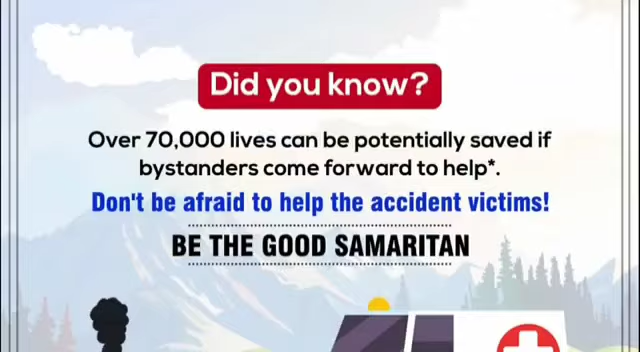 Did you know?
Over 70,000 lives can be potentially saved if
bystanders come forward to help*.
Don't be afraid to help the accident victims!
BE THE GOOD SAMARITAN